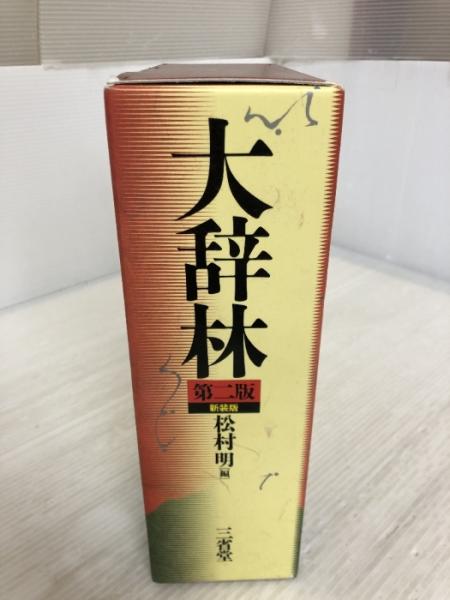 大辞林
第二版
新装版
松村明編
三省堂